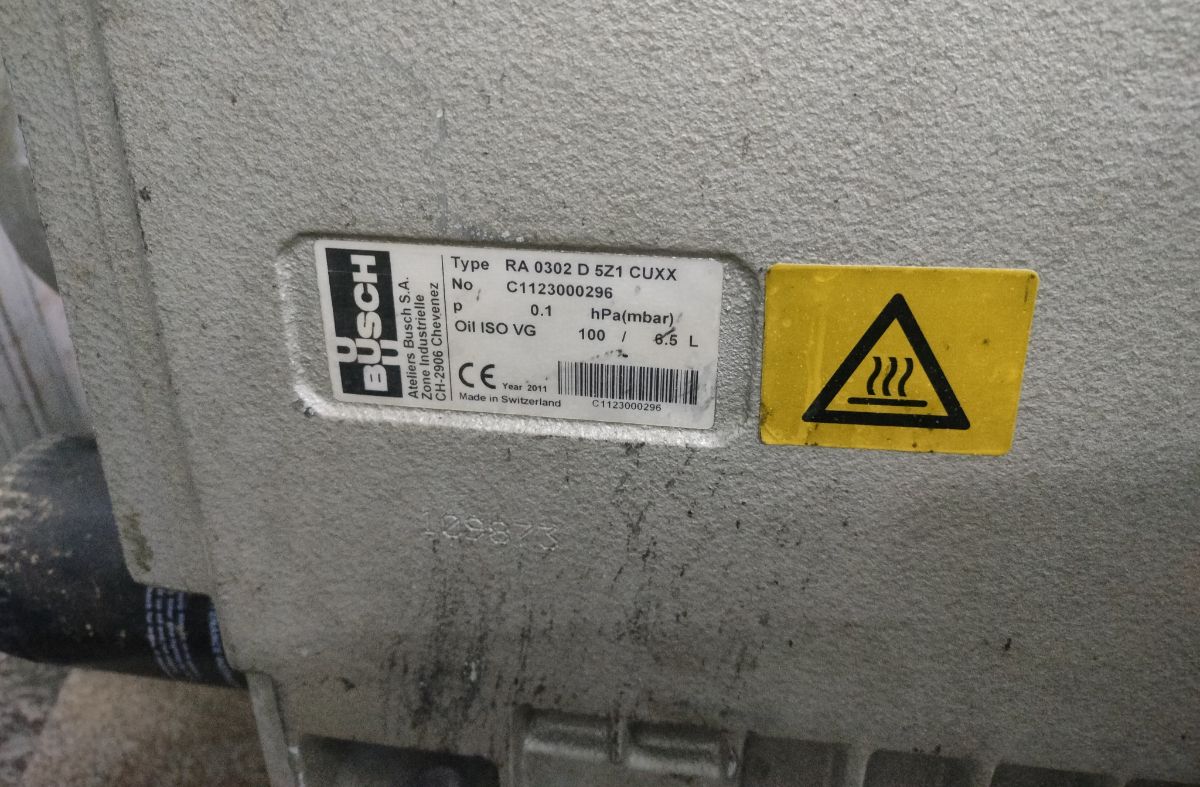 BUSCH
Ateliers Busch S.A.
Zone Industrielle
CH-2906 Chevenez
Type RA 0302 D 5Z1 CUXX
No C1123000296
p 0.1 hPa(mbar)
Oil ISO VG 100 / 6.5 L
CE Year 2011
Made in Switzerland
C1123000296
109873